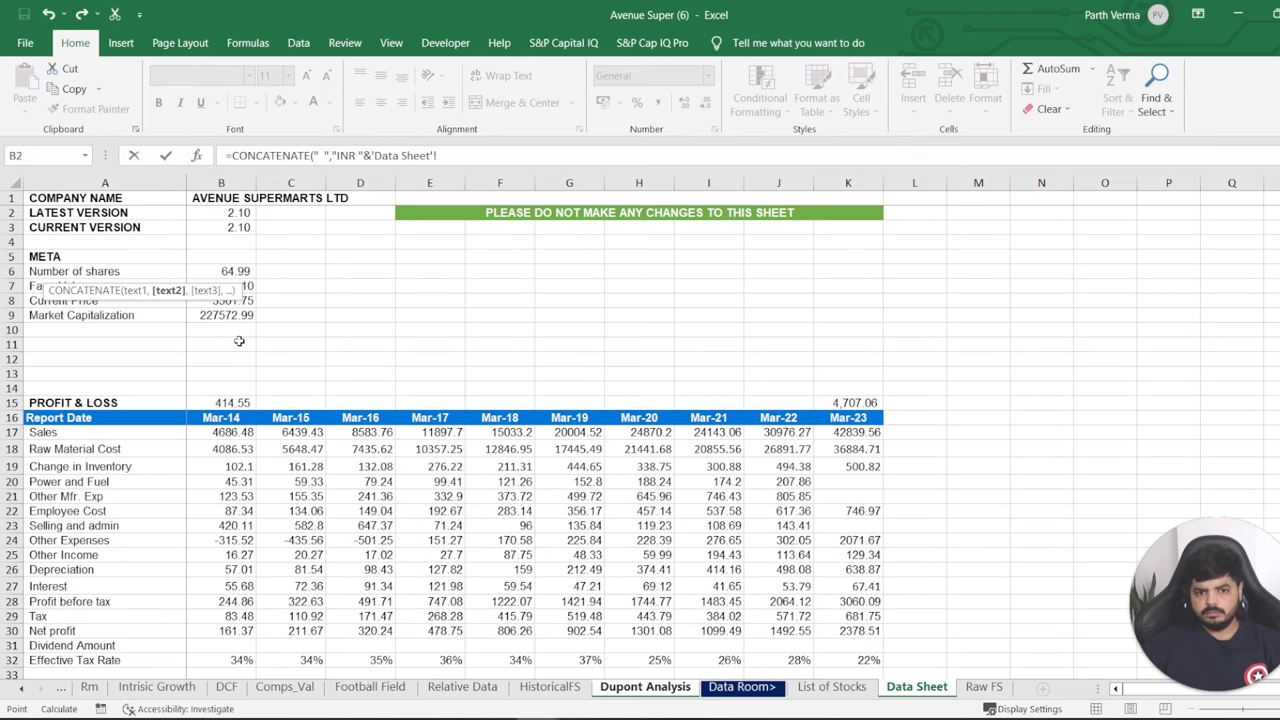 Avenue Super (6) - Excel
Parth Verma PV
File Home Insert Page Layout Formulas Data Review View Developer Help S&P Capital IQ S&P Cap IQ Pro Tell me what you want to do
Paste
Cut
Copy
Format Painter
11
Wrap Text
Merge & Center
General
Conditional Formatting
Format as Table
Cell Styles
Insert
Delete
Format
AutoSum
Fill
Clear
Sort & Filter
Find & Select
Clipboard Font Alignment Number Styles Cells Editing
B2 =CONCATENATE("  ","INR "&'Data Sheet'!
A B C D E F G H I J K L M N O P Q
1 COMPANY NAME AVENUE SUPERMARTS LTD
2 LATEST VERSION 2.10 PLEASE DO NOT MAKE ANY CHANGES TO THIS SHEET
3 CURRENT VERSION 2.10
4
5 META
6 Number of shares 64.99
7 10
CONCATENATE(text1, [text2], [text3], ...)
8 Current Price 3501.75
9 Market Capitalization 227572.99
10
11
12
13
14
15 PROFIT & LOSS 414.55 4,707.06
16 Report Date Mar-14 Mar-15 Mar-16 Mar-17 Mar-18 Mar-19 Mar-20 Mar-21 Mar-22 Mar-23
17 Sales 4686.48 6439.43 8583.76 11897.7 15033.2 20004.52 24870.2 24143.06 30976.27 42839.56
18 Raw Material Cost 4086.53 5648.47 7435.62 10357.25 12846.95 17445.49 21441.68 20855.56 26891.77 36884.71
19 Change in Inventory 102.1 161.28 132.08 276.22 211.31 444.65 338.75 300.88 494.38 500.82
20 Power and Fuel 45.31 59.33 79.24 99.41 121.26 152.8 188.24 174.2 207.86
21 Other Mfr. Exp 123.53 155.35 241.36 332.9 373.72 499.72 645.96 746.43 805.85
22 Employee Cost 87.34 134.06 149.04 192.67 283.14 356.17 457.14 537.58 617.36 746.97
23 Selling and admin 420.11 582.8 647.37 71.24 96 135.84 119.23 108.69 143.41
24 Other Expenses -315.52 -435.56 -501.25 151.27 170.58 225.84 228.39 276.65 302.05 2071.67
25 Other Income 16.27 20.27 17.02 27.7 87.75 48.33 59.99 194.43 113.64 129.34
26 Depreciation 57.01 81.54 98.43 127.82 159 212.49 374.41 414.16 498.08 638.87
27 Interest 55.68 72.36 91.34 121.98 59.54 47.21 69.12 41.65 53.79 67.41
28 Profit before tax 244.86 322.63 491.71 747.08 1222.07 1421.94 1744.77 1483.45 2064.12 3060.09
29 Tax 83.48 110.92 171.47 268.28 415.79 519.48 443.79 384.02 571.72 681.75
30 Net profit 161.37 211.67 320.24 478.75 806.26 902.54 1301.08 1099.49 1492.55 2378.51
31 Dividend Amount
32 Effective Tax Rate 34% 34% 35% 36% 34% 37% 25% 26% 28% 22%
33
... Rm Intrisic Growth DCF Comps_Val Football Field Relative Data HistoricalFS Dupont Analysis Data Room> List of Stocks Data Sheet Raw FS
Point Calculate Accessibility: Investigate Display Settings